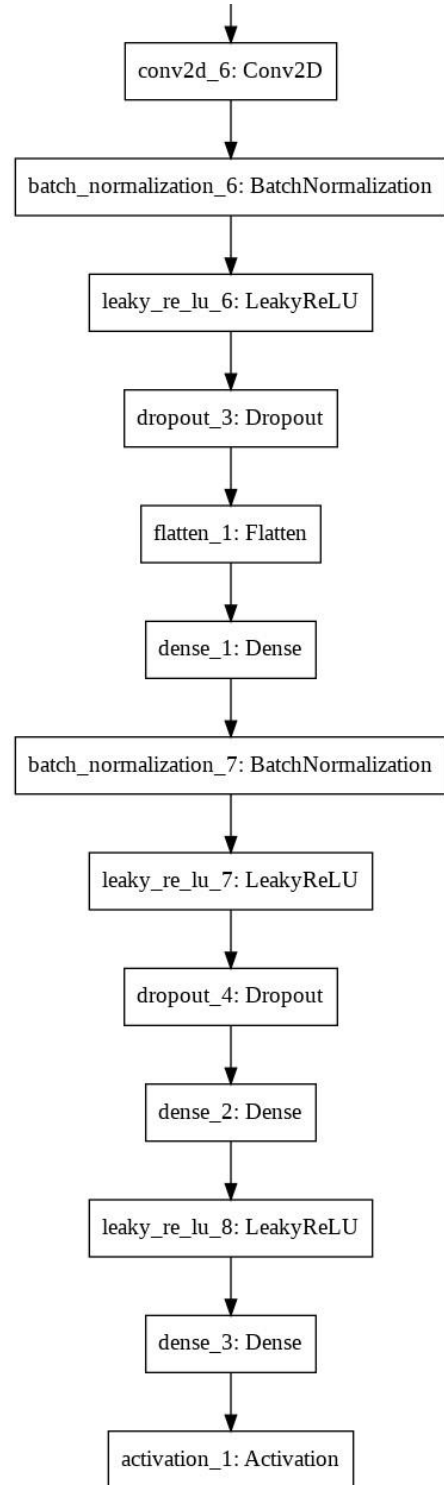 conv2d_6: Conv2D
batch_normalization_6: BatchNormalization
leaky_re_lu_6: LeakyReLU
dropout_3: Dropout
flatten_1: Flatten
dense_1: Dense
batch_normalization_7: BatchNormalization
leaky_re_lu_7: LeakyReLU
dropout_4: Dropout
dense_2: Dense
leaky_re_lu_8: LeakyReLU
dense_3: Dense
activation_1: Activation